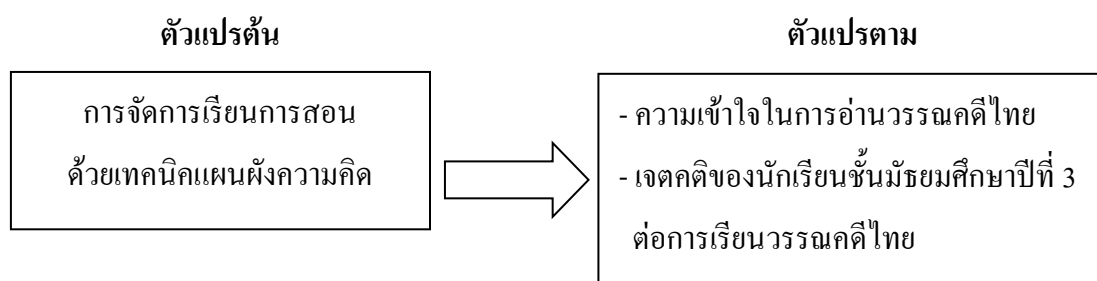 ตัวแปรต้น
ตัวแปรตาม
การจัดการเรียนการสอน
ด้วยเทคนิคแผนผังความคิด
- ความเข้าใจในการอ่านวรรณคดีไทย
- เจตคติของนักเรียนชั้นมัธยมศึกษาปีที่ 3
ต่อการเรียนวรรณคดีไทย